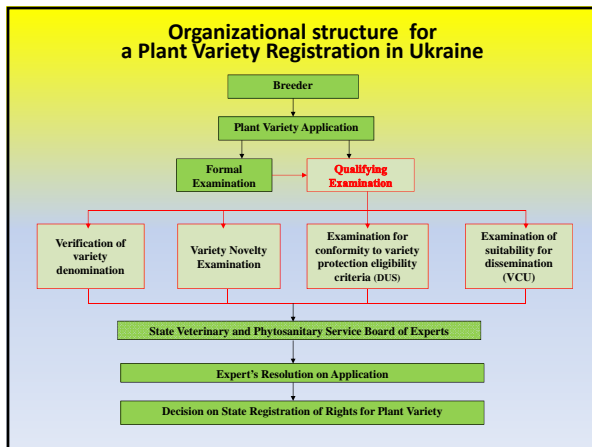 Organizational structure for
a Plant Variety Registration in Ukraine
Breeder
Plant Variety Application
Formal
Examination
Qualifying
Examination
Verification of
variety
denomination
Variety Novelty
Examination
Examination for
conformity to variety
protection eligibility
criteria (DUS)
Examination of
suitability for
dissemination
(VCU)
State Veterinary and Phytosanitary Service Board of Experts
Expert's Resolution on Application
Decision on State Registration of Rights for Plant Variety